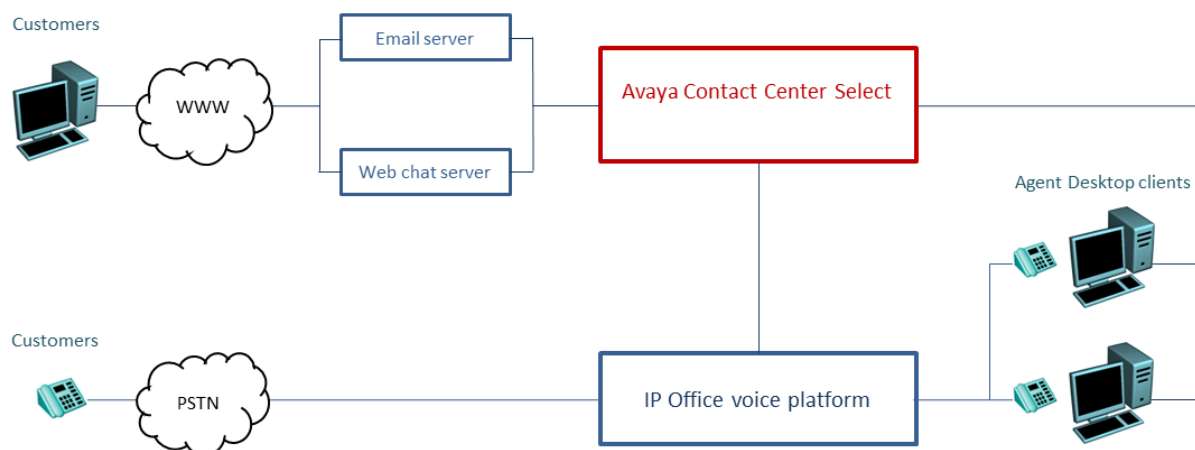 Customers
Email server
WWW
Avaya Contact Center Select
Web chat server
Agent Desktop clients
Customers
PSTN
IP Office voice platform